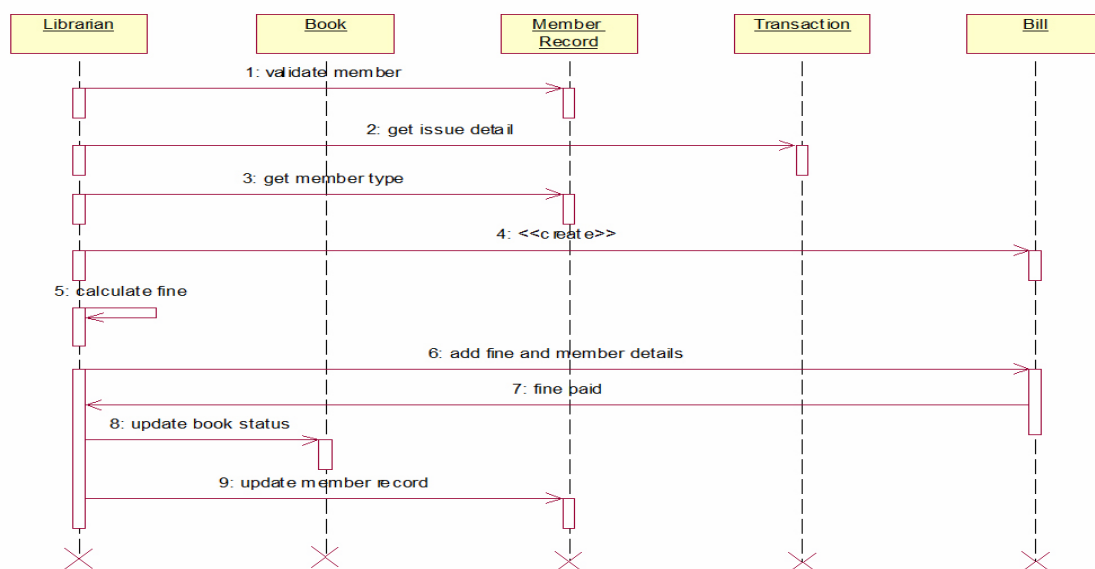 Librarian
Book
Member
Record
Transaction
Bill
1: validate member
2: get issue detail
3: get member type
4: <<create>>
5: calculate fine
6: add fine and member details
7: fine paid
8: update book status
9: update member record